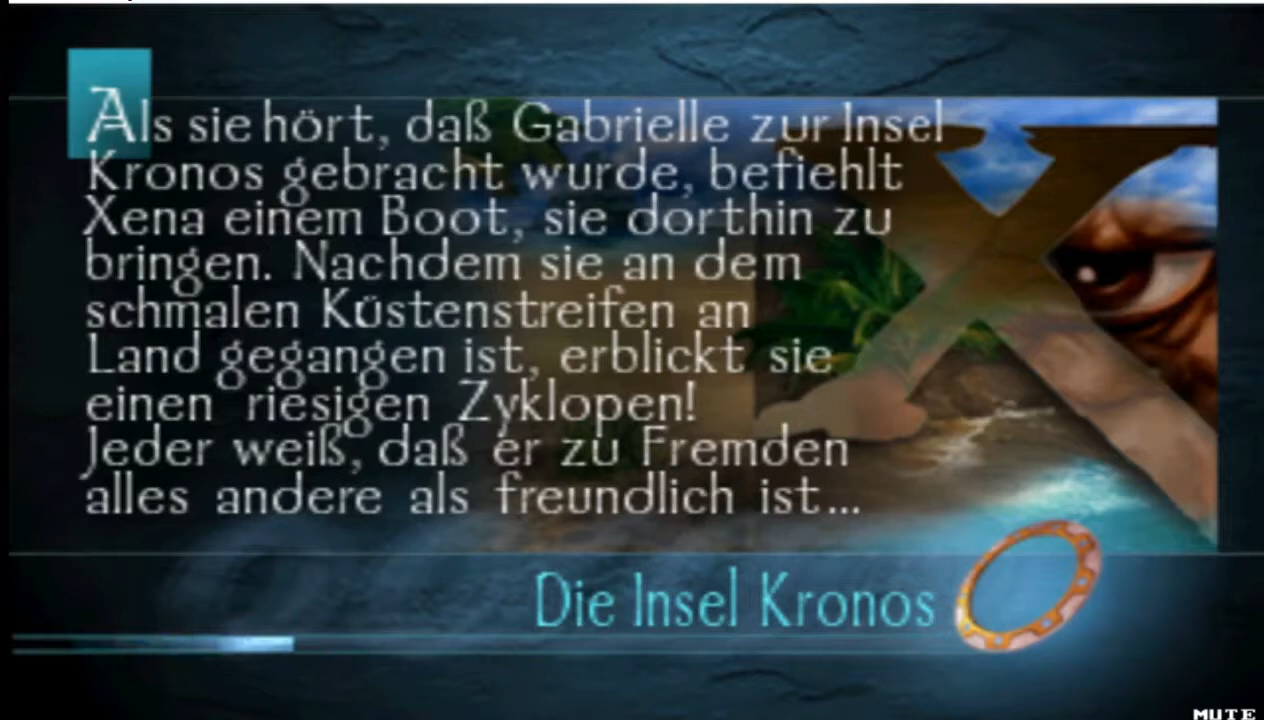 Als sie hört, daß Gabrielle zur Insel
Kronos gebracht wurde, befiehlt
Xena einem Boot, sie dorthin zu
bringen. Nachdem sie an dem
schmalen Küstenstreifen an
Land gegangen ist, erblickt sie
einen riesigen Zyklopen!
Jeder weiß, daß er zu Fremden
alles andere als freundlich ist...
Die Insel Kronos
MUTE